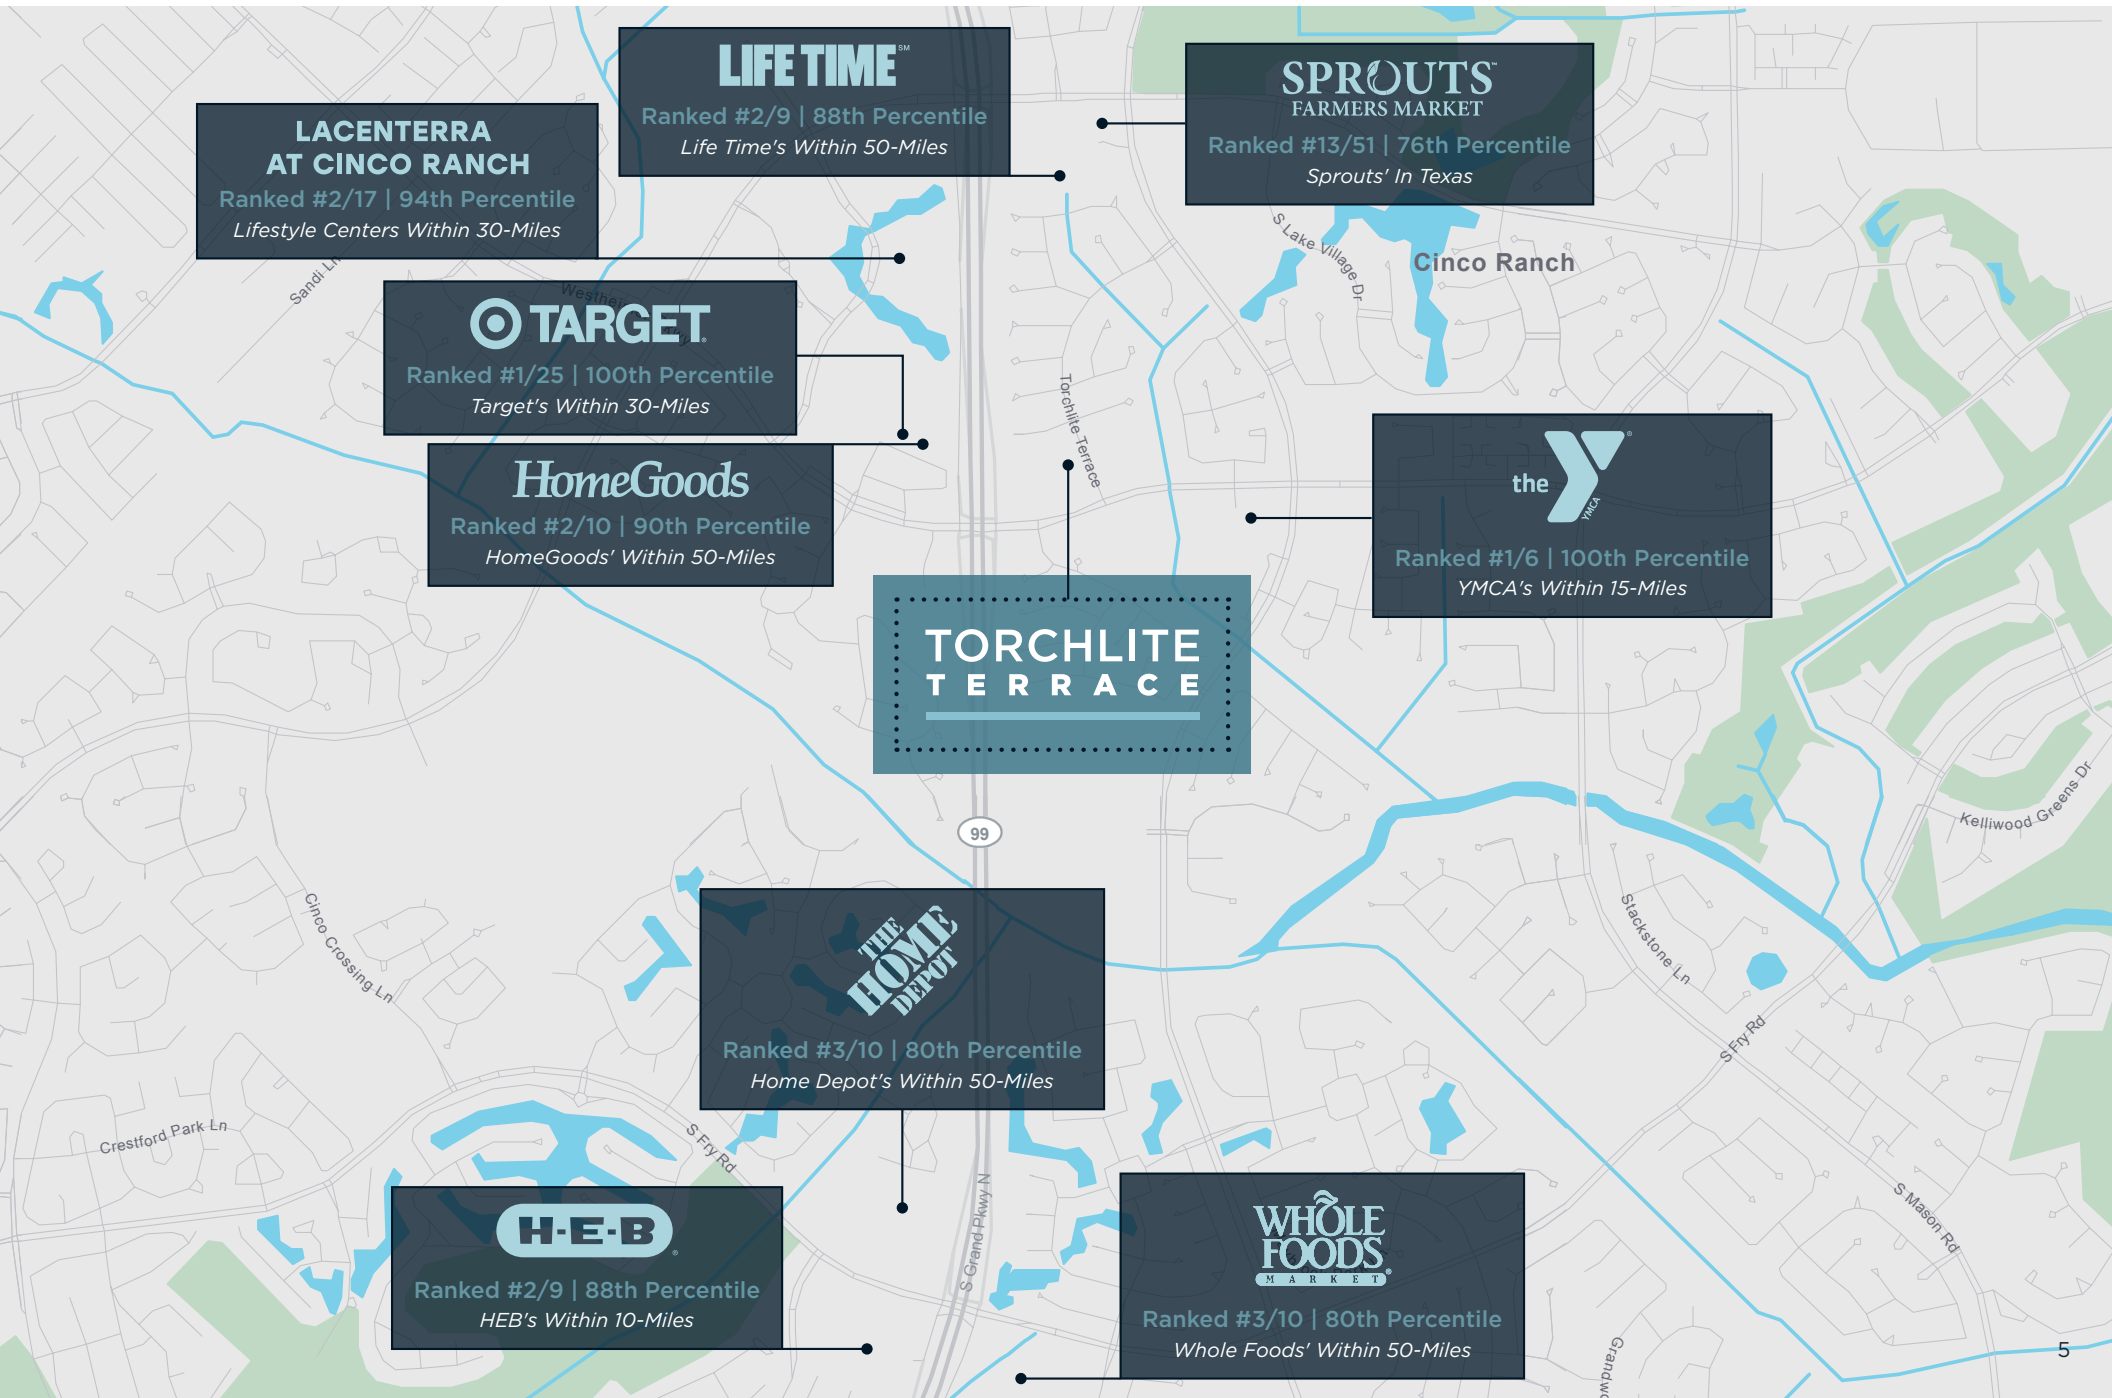 LIFE TIME℠
Ranked #2/9 | 88th Percentile
Life Time's Within 50-Miles
SPROUTS™
FARMERS MARKET
Ranked #13/51 | 76th Percentile
Sprouts' In Texas
LACENTERRA
AT CINCO RANCH
Ranked #2/17 | 94th Percentile
Lifestyle Centers Within 30-Miles
Sandi Ln
S Lake Village Dr
Cinco Ranch
TARGET
Ranked #1/25 | 100th Percentile
Target's Within 30-Miles
Torchlite Terrace
HomeGoods
Ranked #2/10 | 90th Percentile
HomeGoods' Within 50-Miles
the YMCA®
Ranked #1/6 | 100th Percentile
YMCA's Within 15-Miles
TORCHLITE
TERRACE
99
Kelliwood Greens Dr
Cinco Crossing Ln
Stackstone Ln
THE
HOME
DEPOT
Ranked #3/10 | 80th Percentile
Home Depot's Within 50-Miles
S Fry Rd
Crestford Park Ln
S Fry Rd
S Grand Pkwy N
S Mason Rd
H-E-B®
Ranked #2/9 | 88th Percentile
HEB's Within 10-Miles
WHOLE
FOODS
MARKET®
Ranked #3/10 | 80th Percentile
Whole Foods' Within 50-Miles
5